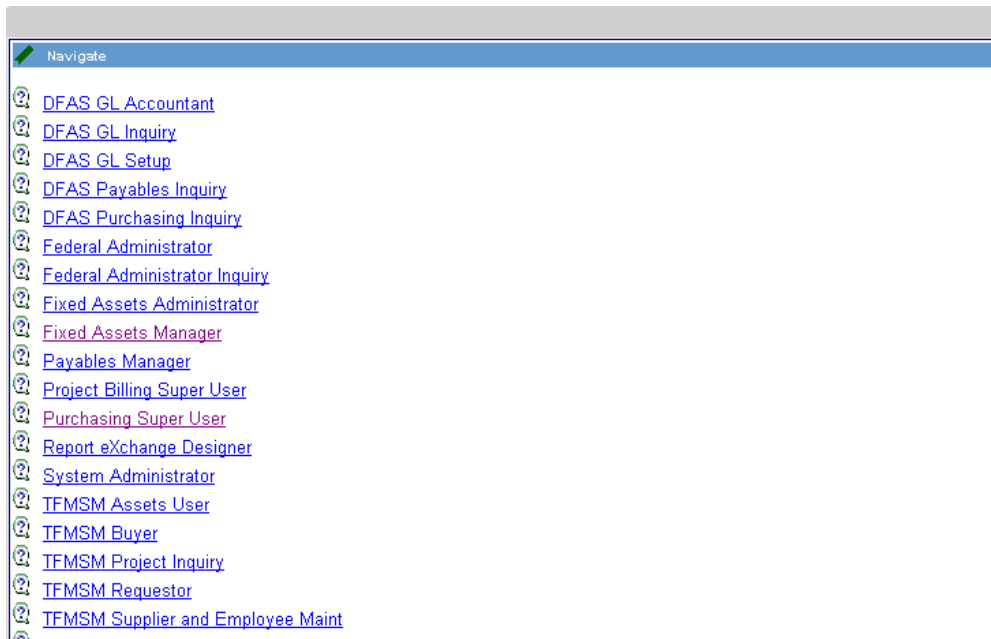 Navigate
DFAS GL Accountant
DFAS GL Inquiry
DFAS GL Setup
DFAS Payables Inquiry
DFAS Purchasing Inquiry
Federal Administrator
Federal Administrator Inquiry
Fixed Assets Administrator
Fixed Assets Manager
Payables Manager
Project Billing Super User
Purchasing Super User
Report eXchange Designer
System Administrator
TFMSM Assets User
TFMSM Buyer
TFMSM Project Inquiry
TFMSM Requestor
TFMSM Supplier and Employee Maint